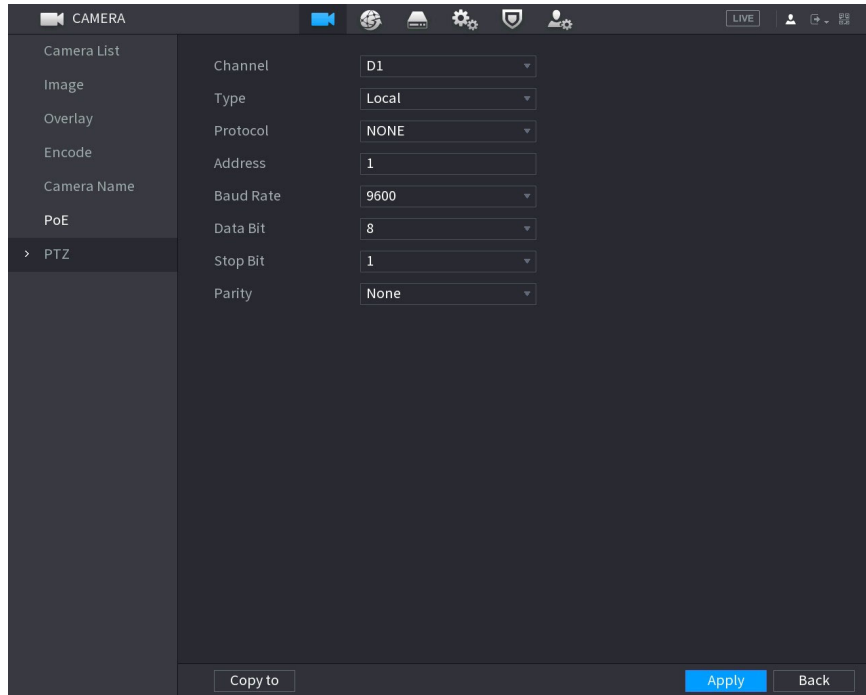 CAMERA
LIVE
Camera List
Image
Overlay
Encode
Camera Name
PoE
> PTZ
Channel D1
Type Local
Protocol NONE
Address 1
Baud Rate 9600
Data Bit 8
Stop Bit 1
Parity None
Copy to
Apply
Back